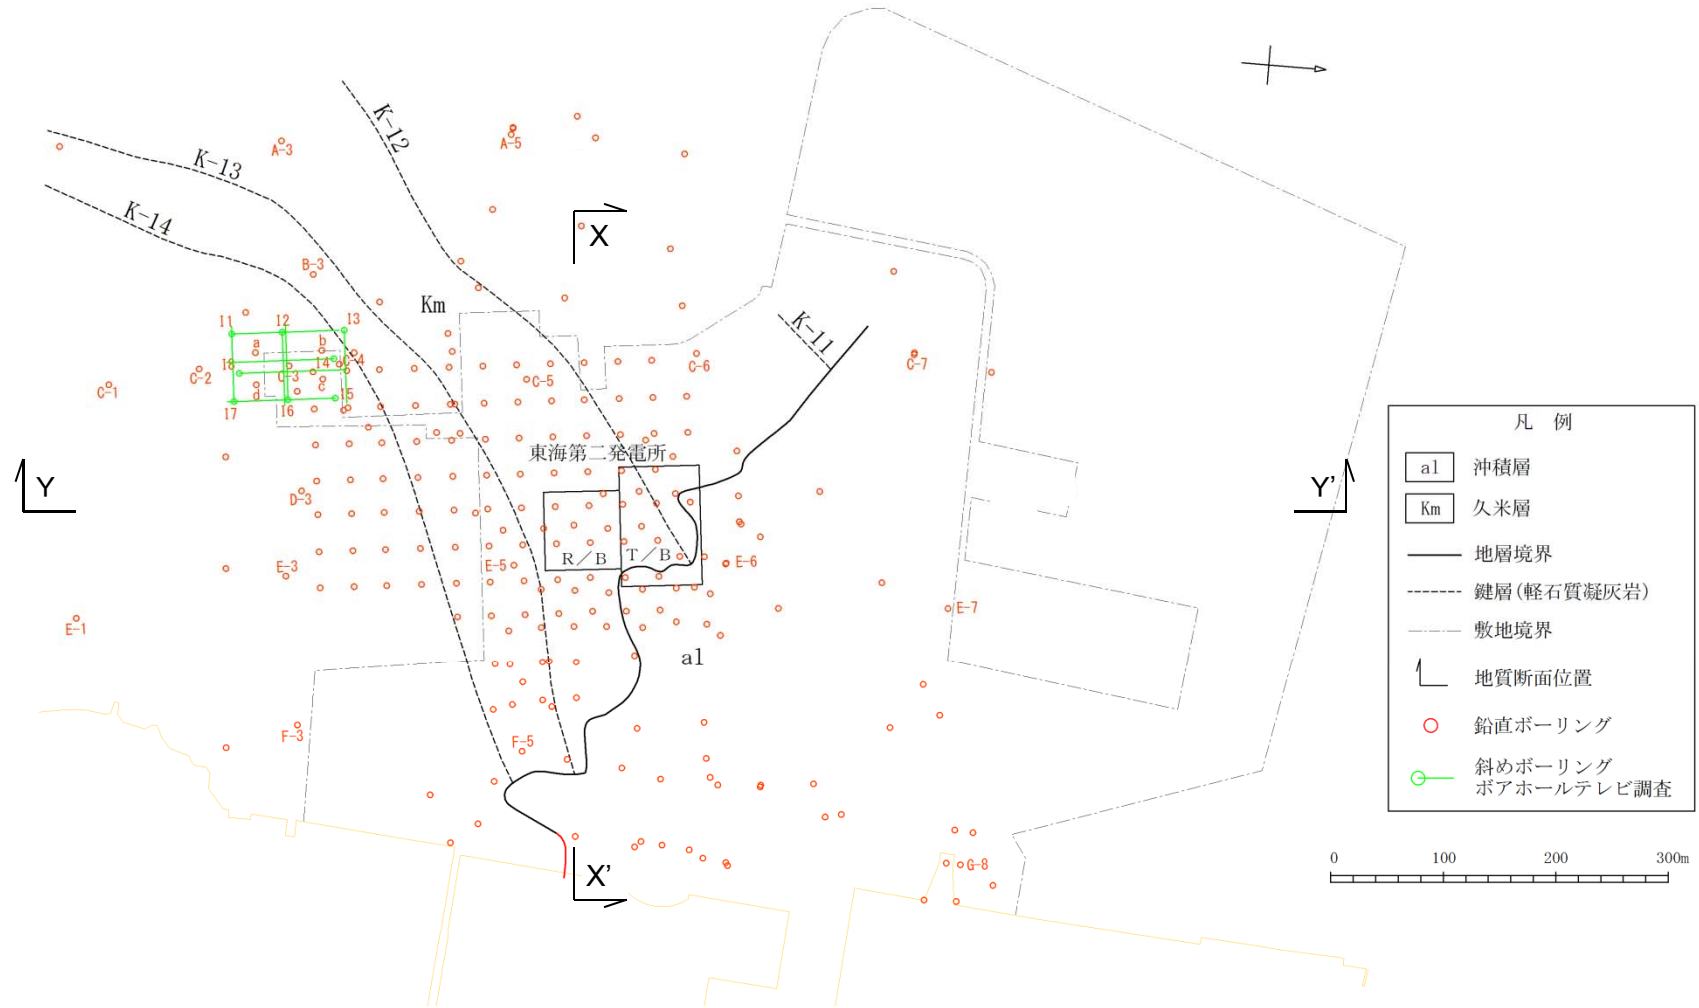 K-12
A-3
A-5
K-13
K-14
X
B-3
Km
K-11
I1
I2
I3
a
b
I8
I4
C-4
C-1
C-2
C-3
c
d
I7
I6
I5
C-5
C-6
C-7
東海第二発電所
Y
Y'
D-3
R/B
T/B
E-1
E-3
E-5
E-6
E-7
al
F-3
F-5
X'
G-8
凡 例
al 沖積層
Km 久米層
地層境界
鍵層(軽石質凝灰岩)
敷地境界
地質断面位置
鉛直ボーリング
斜めボーリング
ボアホールテレビ調査
0 100 200 300m